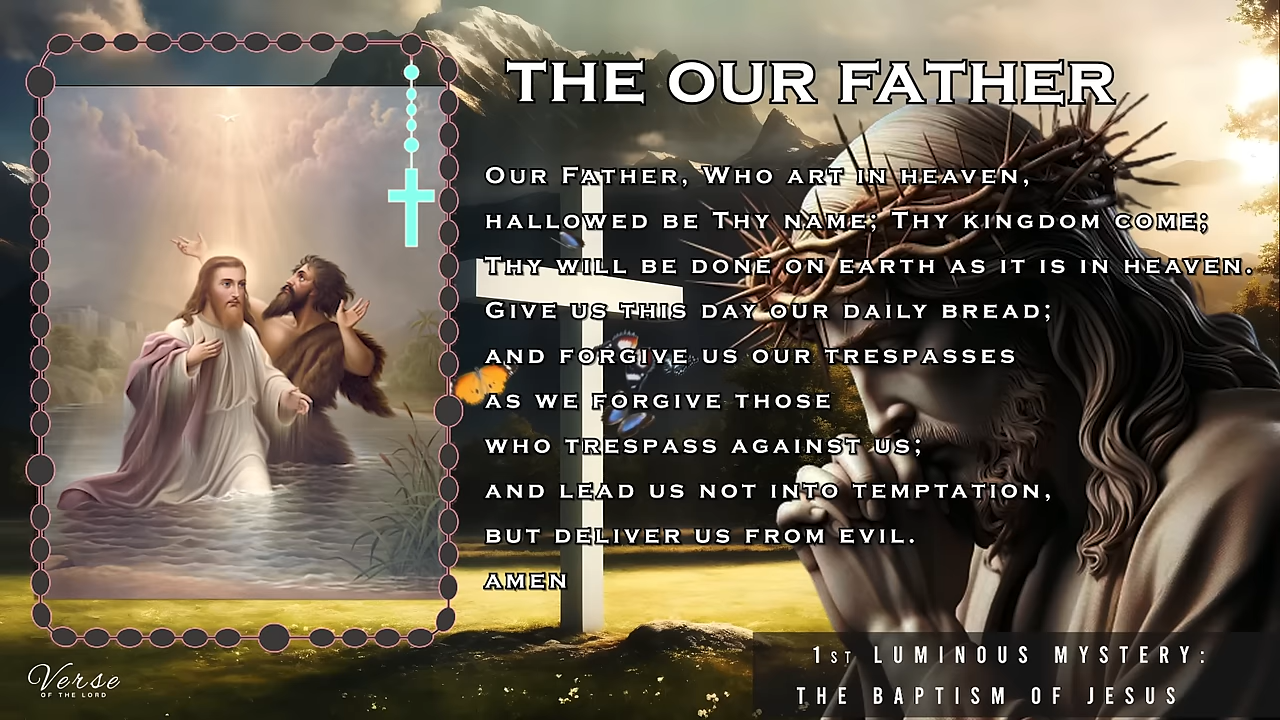 THE OUR FATHER
OUR FATHER, WHO ART IN HEAVEN,
HALLOWED BE THY NAME; THY KINGDOM COME;
THY WILL BE DONE ON EARTH AS IT IS IN HEAVEN.
GIVE US THIS DAY OUR DAILY BREAD;
AND FORGIVE US OUR TRESPASSES
AS WE FORGIVE THOSE
WHO TRESPASS AGAINST US;
AND LEAD US NOT INTO TEMPTATION,
BUT DELIVER US FROM EVIL.
AMEN
1ST LUMINOUS MYSTERY:
THE BAPTISM OF JESUS
Verse
OF THE LORD